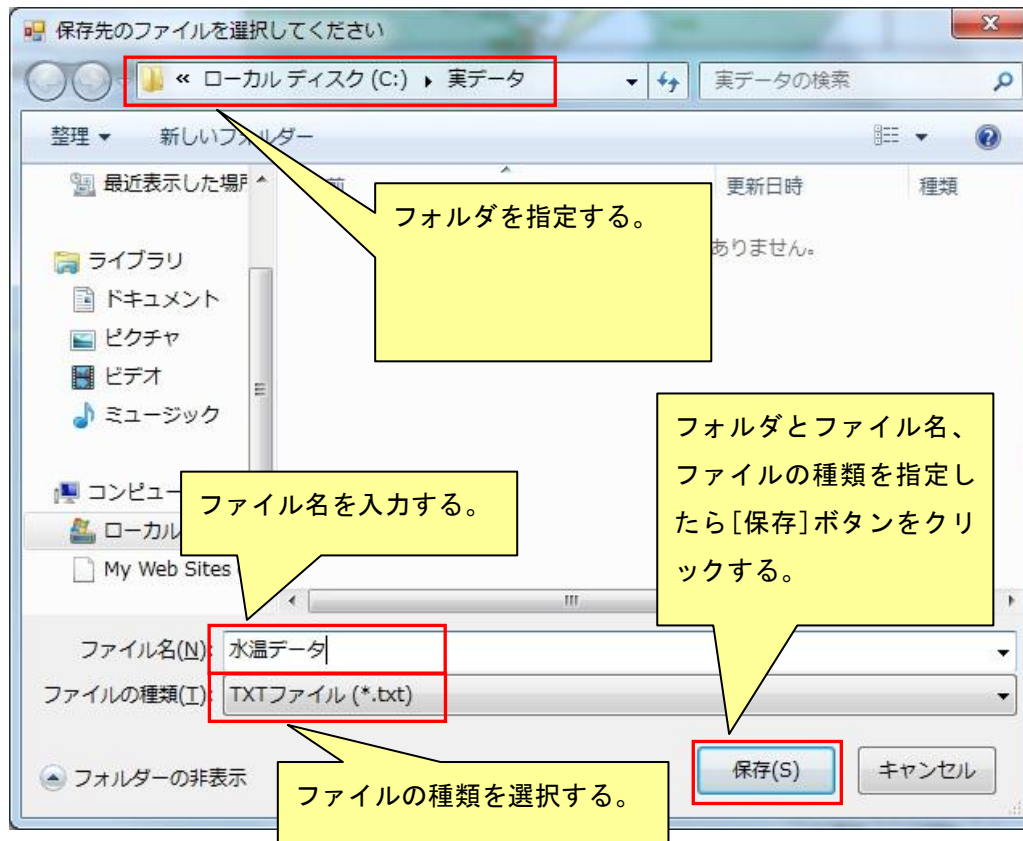 保存先のファイルを選択してください
« ローカル ディスク (C:) ▸ 実データ
実データの検索
整理
新しいフォルダー
最近表示した場所
更新日時
種類
フォルダを指定する。
ありません。
ライブラリ
ドキュメント
ピクチャ
ビデオ
ミュージック
フォルダとファイル名、
ファイルの種類を指定し
たら[保存]ボタンをクリ
ックする。
コンピュー
ファイル名を入力する。
ローカル
My Web Sites
ファイル名(N):
水温データ
ファイルの種類(T):
TXTファイル (*.txt)
フォルダーの非表示
ファイルの種類を選択する。
保存(S)
キャンセル